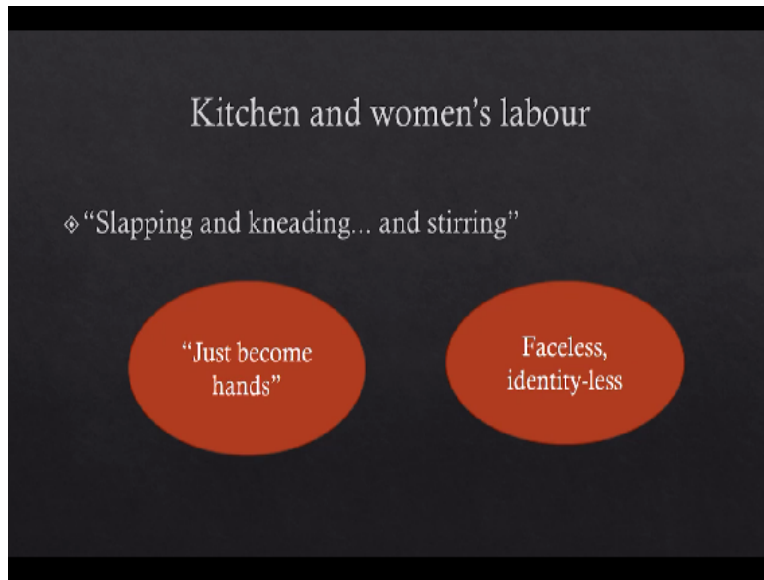 Kitchen and women's labour
“Slapping and kneading... and stirring”
“Just become
hands”
Faceless,
identity-less